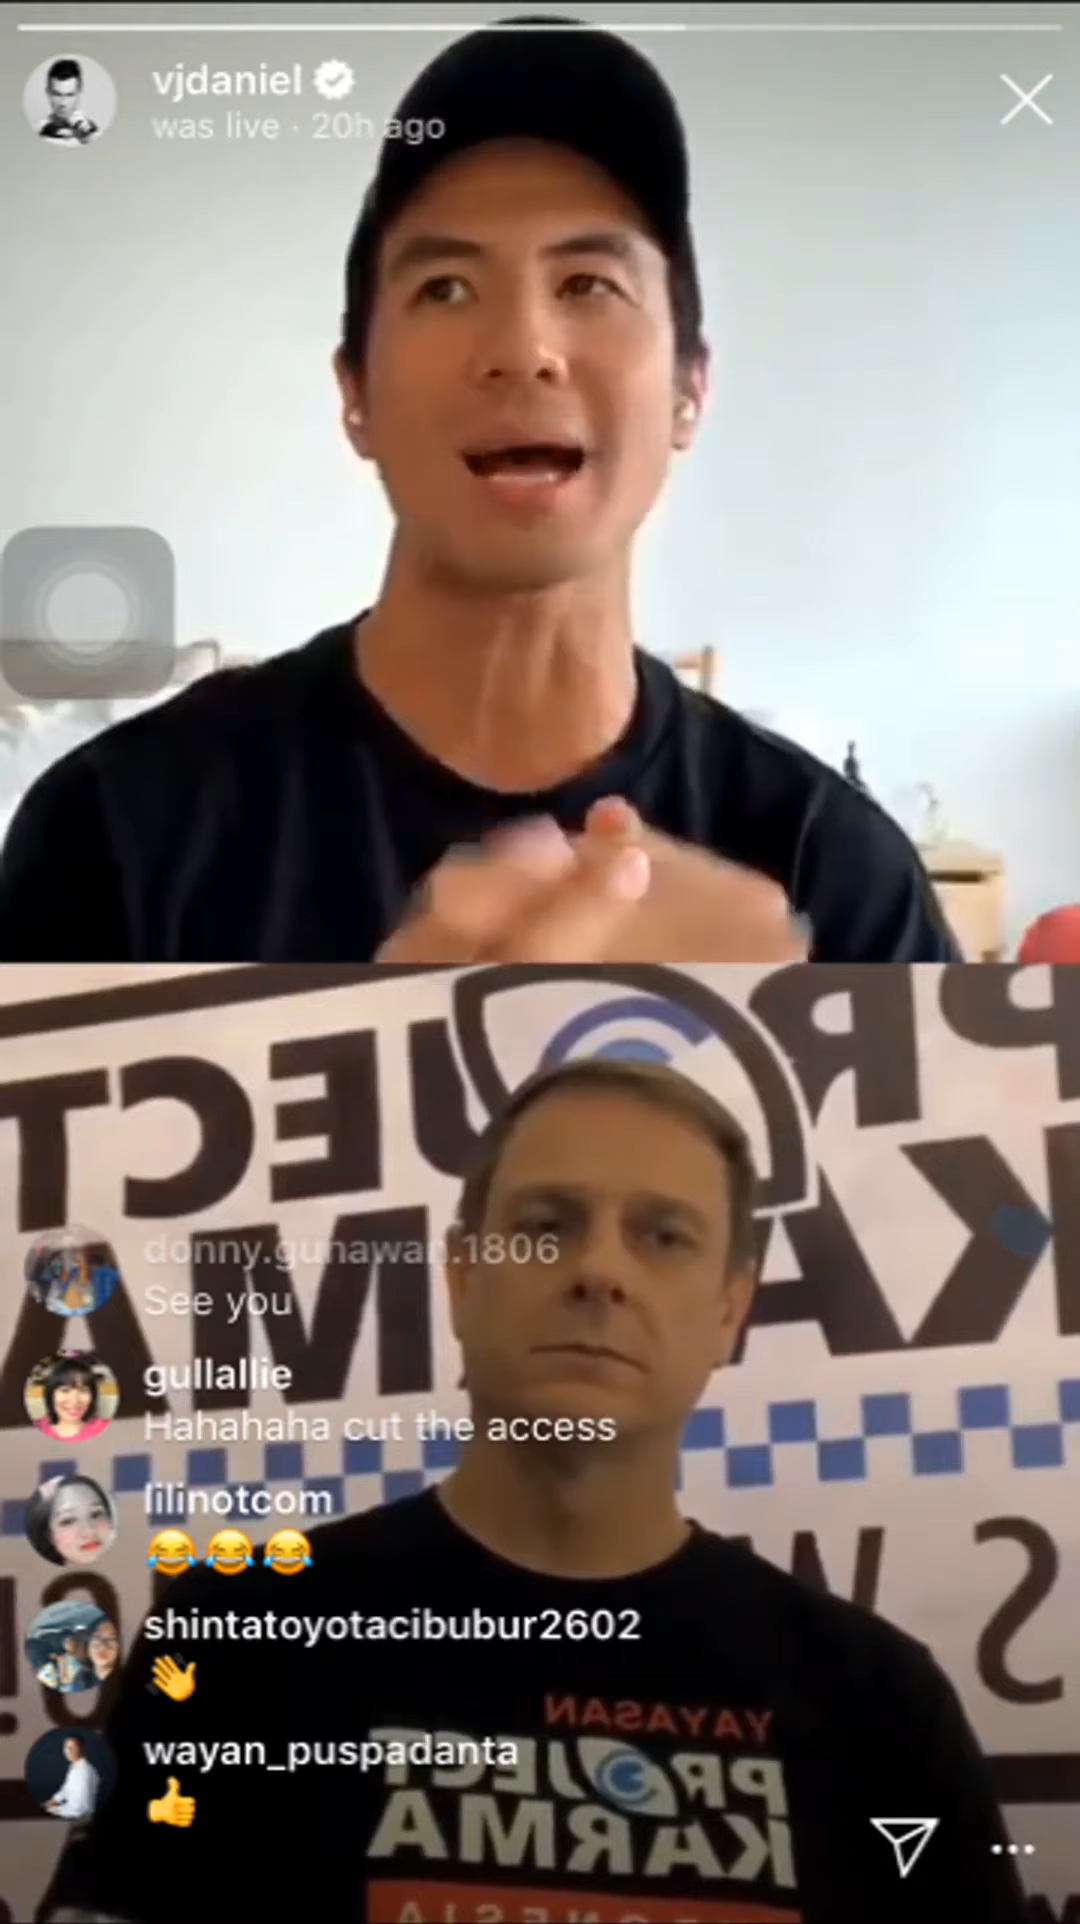 vjdaniel
was live · 20h ago
PROJECT
KARMA
donny.gunawan.1806
See you
gullallie
Hahahaha cut the access
lilinotcom
😂😂😂
shintatoyotacibubur2602
👋
wayan_puspadanta
👍
YAYASAN
PROJECT
KARMA